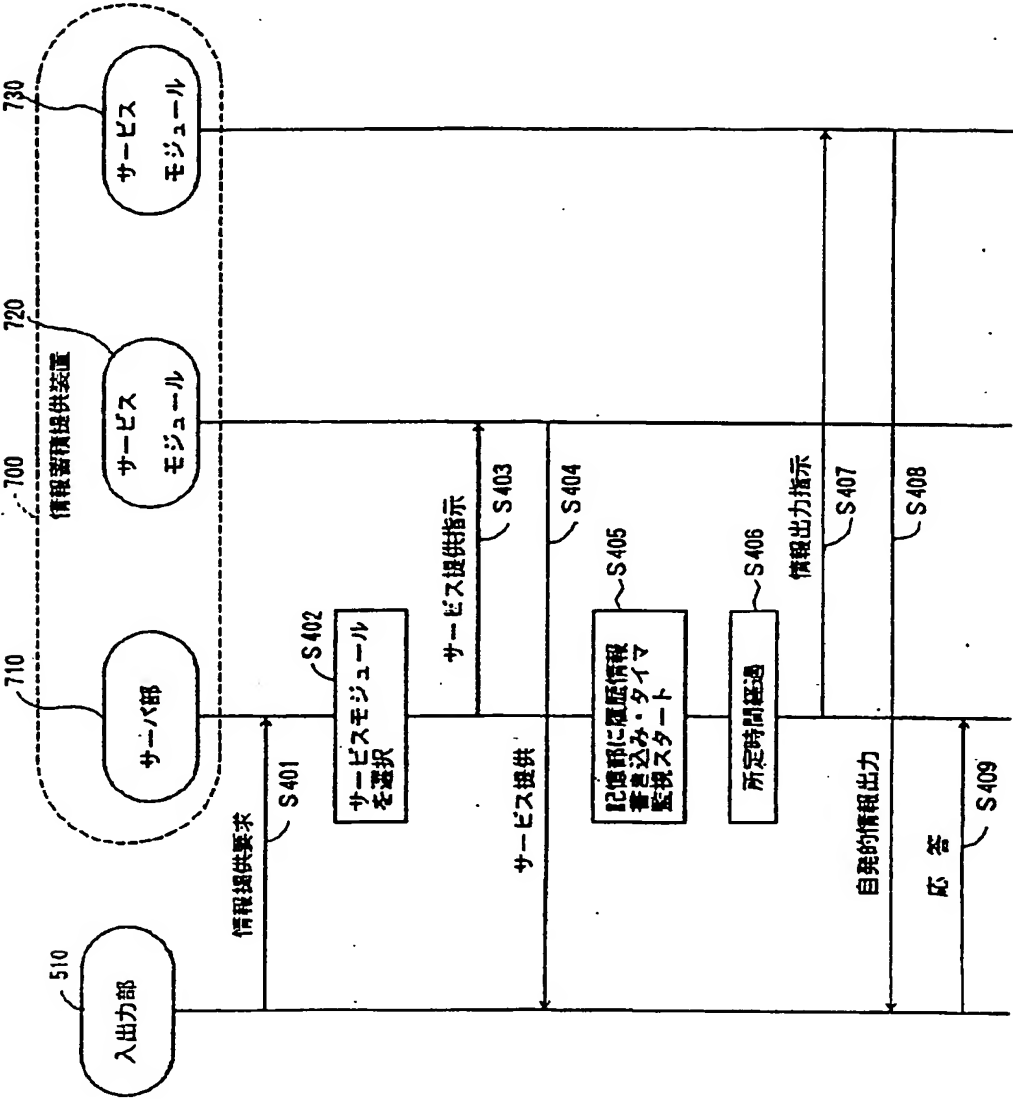 510
入出力部
710
サーバ部
700
情報蓄積提供装置
720
サービス
モジュール
730
サービス
モジュール
情報提供要求
S401
S402
サービスモジュール
を選択
サービス提供指示
S403
サービス提供
S404
記憶部に履歴情報
書き込み・タイマ
監視スタート
S405
所定時間経過
S406
情報出力指示
S407
自発的情報出力
S408
応 答
S409